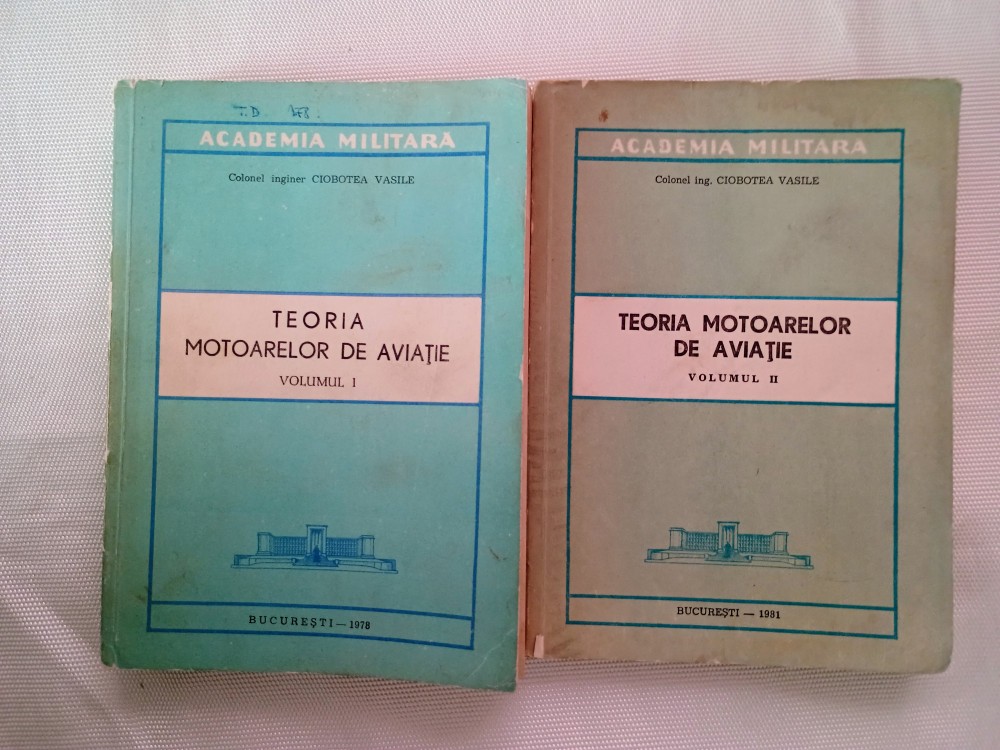 ACADEMIA MILITARĂ
Colonel inginer CIOBOTEA VASILE
TEORIA
MOTOARELOR DE AVIAȚIE
VOLUMUL I
BUCUREȘTI — 1978
ACADEMIA MILITARA
Colonel ing. CIOBOTEA VASILE
TEORIA MOTOARELOR
DE AVIAȚIE
VOLUMUL II
BUCUREȘTI — 1981